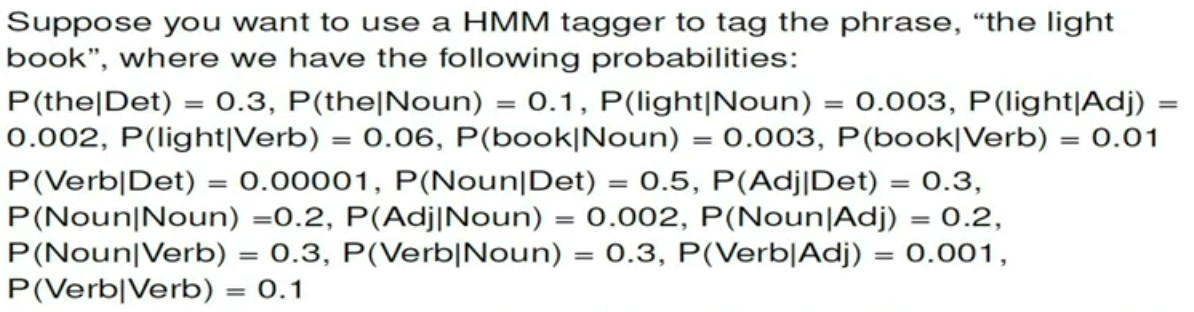 Suppose you want to use a HMM tagger to tag the phrase, “the light
book”, where we have the following probabilities:
P(the|Det) = 0.3, P(the|Noun) = 0.1, P(light|Noun) = 0.003, P(light|Adj) =
0.002, P(light|Verb) = 0.06, P(book|Noun) = 0.003, P(book|Verb) = 0.01
P(Verb|Det) = 0.00001, P(Noun|Det) = 0.5, P(Adj|Det) = 0.3,
P(Noun|Noun) =0.2, P(Adj|Noun) = 0.002, P(Noun|Adj) = 0.2,
P(Noun|Verb) = 0.3, P(Verb|Noun) = 0.3, P(Verb|Adj) = 0.001,
P(Verb|Verb) = 0.1